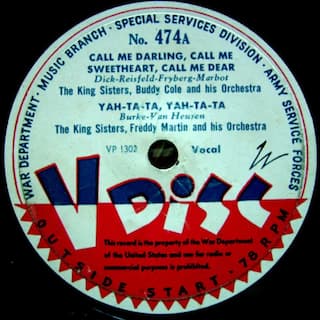 WAR DEPARTMENT · MUSIC BRANCH · SPECIAL SERVICES DIVISION · ARMY SERVICE FORCES
No. 474A
CALL ME DARLING, CALL ME
SWEETHEART, CALL ME DEAR
Dick-Reisfeld-Fryberg-Marbot
The King Sisters, Buddy Cole and his Orchestra
YAH-TA-TA, YAH-TA-TA
Burke-Van Heusen
The King Sisters, Freddy Martin and his Orchestra
VP 1302 Vocal
V DISC
This record is the property of the War Department
of the United States and use for radio or
commercial purposes is prohibited.
OUTSIDE START · 78 RPM